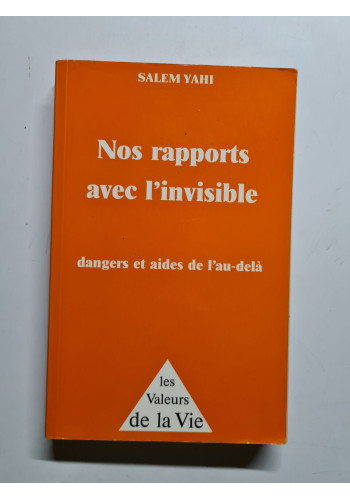 SALEM YAHI
Nos rapports
avec l'invisible
dangers et aides de l'au-delà
les
Valeurs
de la Vie